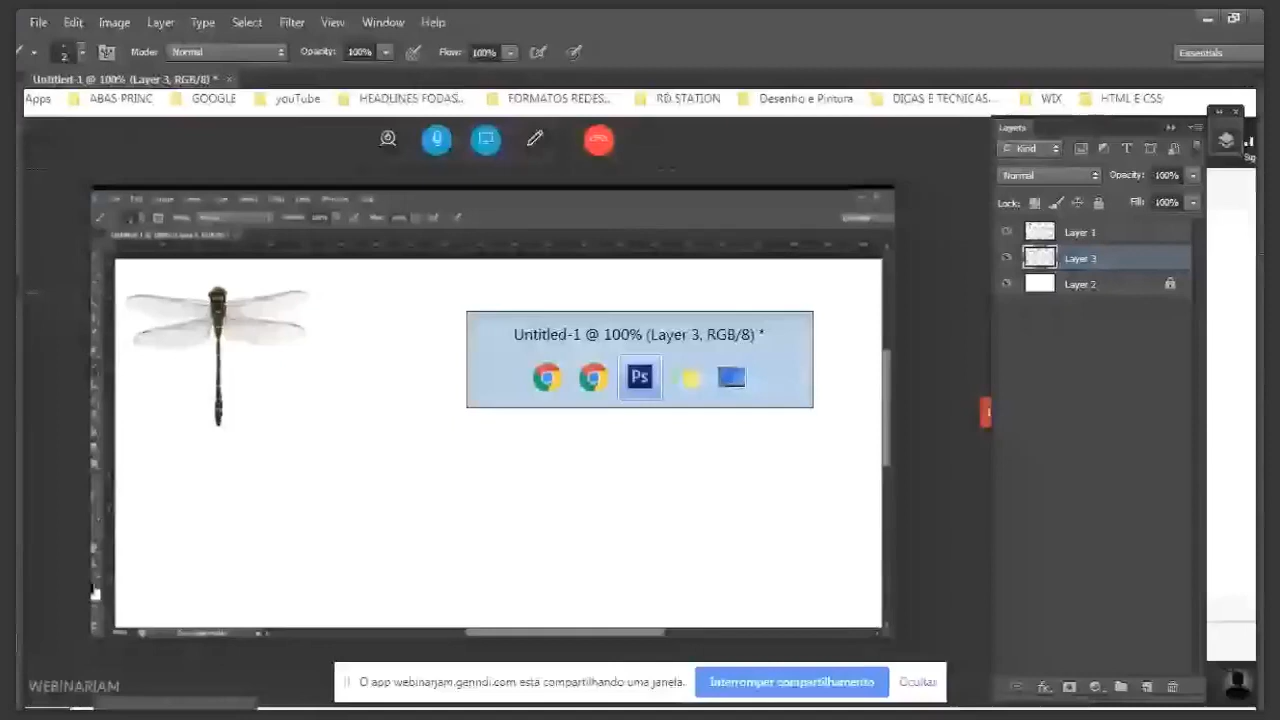 File Edit Image Layer Type Select Filter View Window Help
2 Mode: Normal Opacity: 100% Flow: 100% Essentials
Untitled-1 @ 100% (Layer 3, RGB/8) * ×
Apps ABAS PRINC GOOGLE youTube HEADLINES FODAS... FORMATOS REDES... RD STATION Desenho e Pintura DICAS E TECNICAS... WIX HTML E CSS
Layers
Kind
Normal Opacity: 100%
Lock: Fill: 100%
Layer 1
Layer 3
Layer 2
Untitled-1 @ 100% (Layer 3, RGB/8) *
Ps
O app webinarjam.genndi.com está compartilhando uma janela. Interromper compartilhamento Ocultar
WEBINARJAM